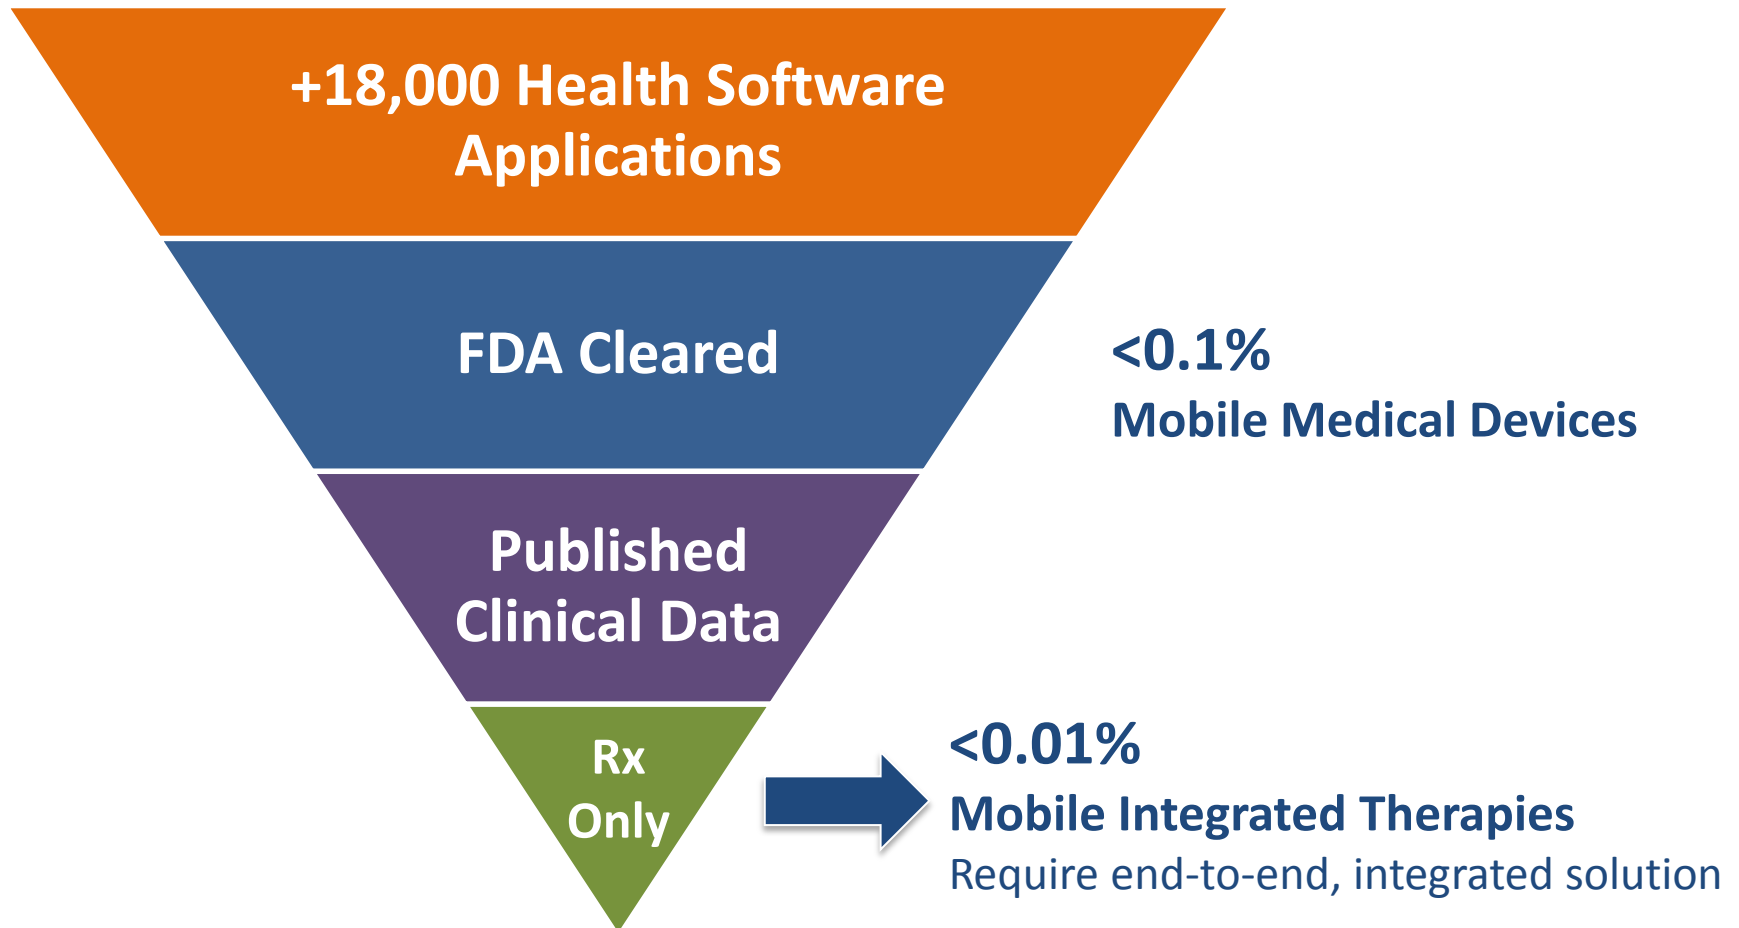 +18,000 Health Software
Applications
FDA Cleared
<0.1%
Mobile Medical Devices
Published
Clinical Data
Rx
Only
<0.01%
Mobile Integrated Therapies
Require end-to-end, integrated solution